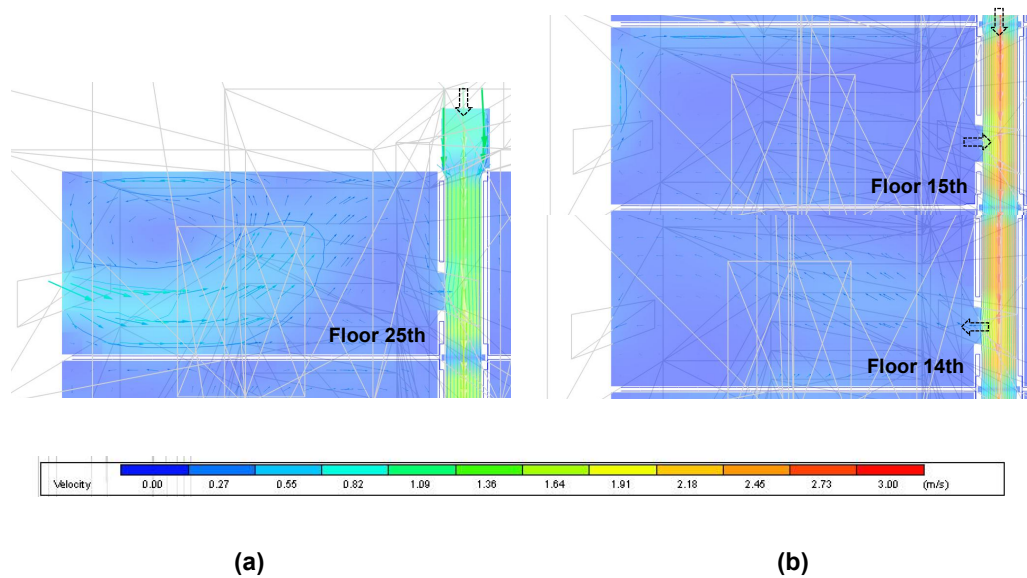 Floor 15th
Floor 25th
Floor 14th
Velocity 0.00 0.27 0.55 0.82 1.09 1.36 1.64 1.91 2.18 2.45 2.73 3.00 (m/s)
(a) (b)